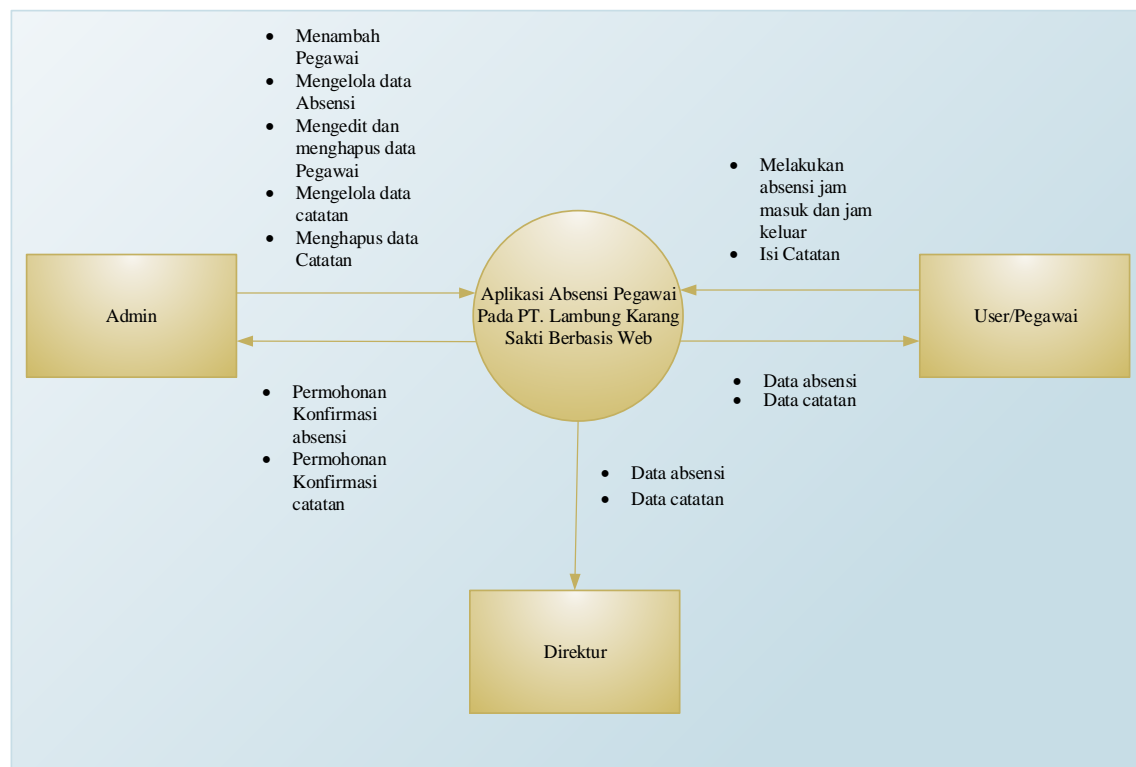 • Menambah
Pegawai
• Mengelola data
Absensi
• Mengedit dan
menghapus data
Pegawai
• Mengelola data
catatan
• Menghapus data
Catatan
• Melakukan
absensi jam
masuk dan jam
keluar
• Isi Catatan
Admin
Aplikasi Absensi Pegawai
Pada PT. Lambung Karang
Sakti Berbasis Web
User/Pegawai
• Permohonan
Konfirmasi
absensi
• Permohonan
Konfirmasi
catatan
• Data absensi
• Data catatan
• Data absensi
• Data catatan
Direktur